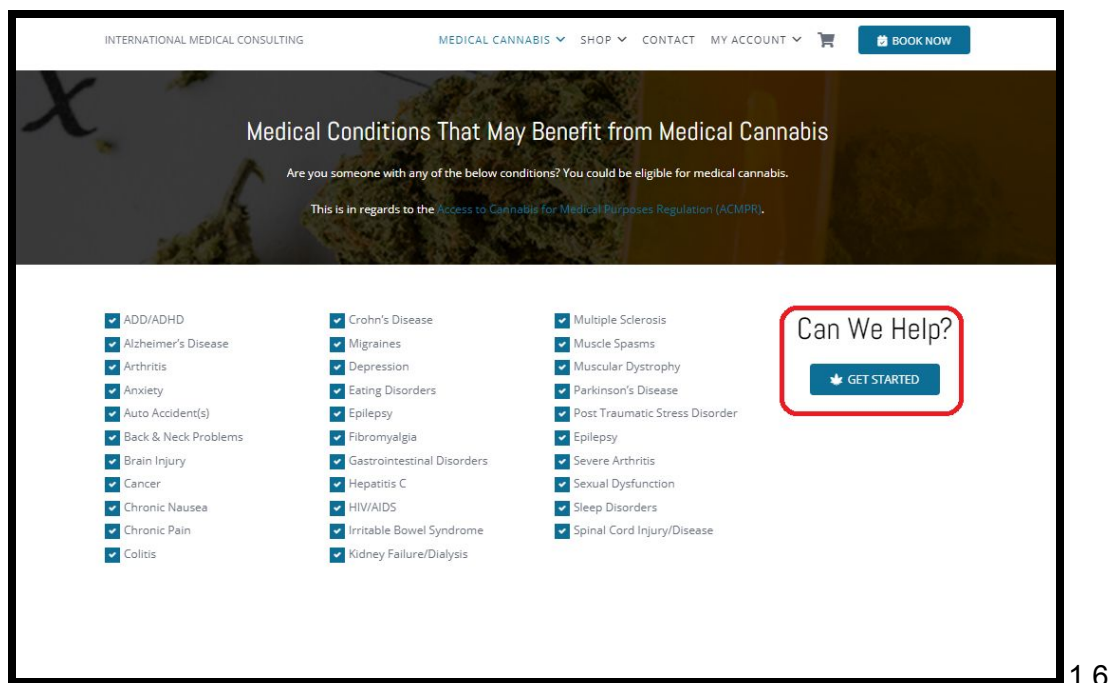 INTERNATIONAL MEDICAL CONSULTING
MEDICAL CANNABIS SHOP CONTACT MY ACCOUNT BOOK NOW
X
Medical Conditions That May Benefit from Medical Cannabis
Are you someone with any of the below conditions? You could be eligible for medical cannabis.
This is in regards to the Access to Cannabis for Medical Purposes Regulation (ACMPR).
ADD/ADHD
Alzheimer's Disease
Arthritis
Anxiety
Auto Accident(s)
Back & Neck Problems
Brain Injury
Cancer
Chronic Nausea
Chronic Pain
Colitis
Crohn's Disease
Migraines
Depression
Eating Disorders
Epilepsy
Fibromyalgia
Gastrointestinal Disorders
Hepatitis C
HIV/AIDS
Irritable Bowel Syndrome
Kidney Failure/Dialysis
Multiple Sclerosis
Muscle Spasms
Muscular Dystrophy
Parkinson's Disease
Post Traumatic Stress Disorder
Epilepsy
Severe Arthritis
Sexual Dysfunction
Sleep Disorders
Spinal Cord Injury/Disease
Can We Help?
GET STARTED
1.6